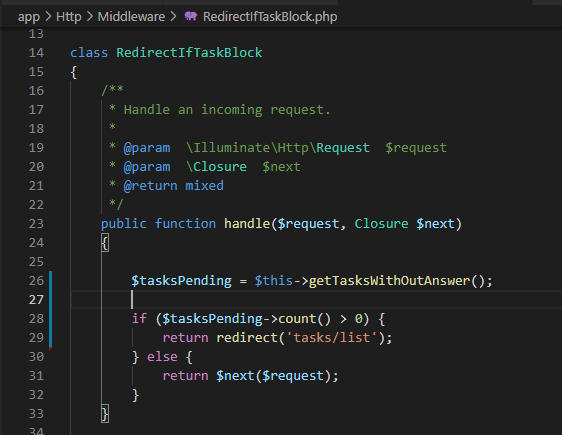 app > Http > Middleware > RedirectIfTaskBlock.php
13
14 class RedirectIfTaskBlock
15 {
16     /**
17      * Handle an incoming request.
18      *
19      * @param  \Illuminate\Http\Request  $request
20      * @param  \Closure  $next
21      * @return mixed
22      */
23     public function handle($request, Closure $next)
24     {
25
26         $tasksPending = $this->getTasksWithOutAnswer();
27
28         if ($tasksPending->count() > 0) {
29             return redirect('tasks/list');
30         } else {
31             return $next($request);
32         }
33     }
34